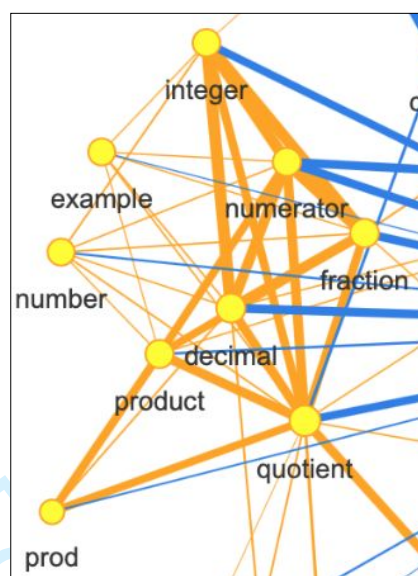 integer
example
numerator
number
fraction
decimal
product
quotient
prod